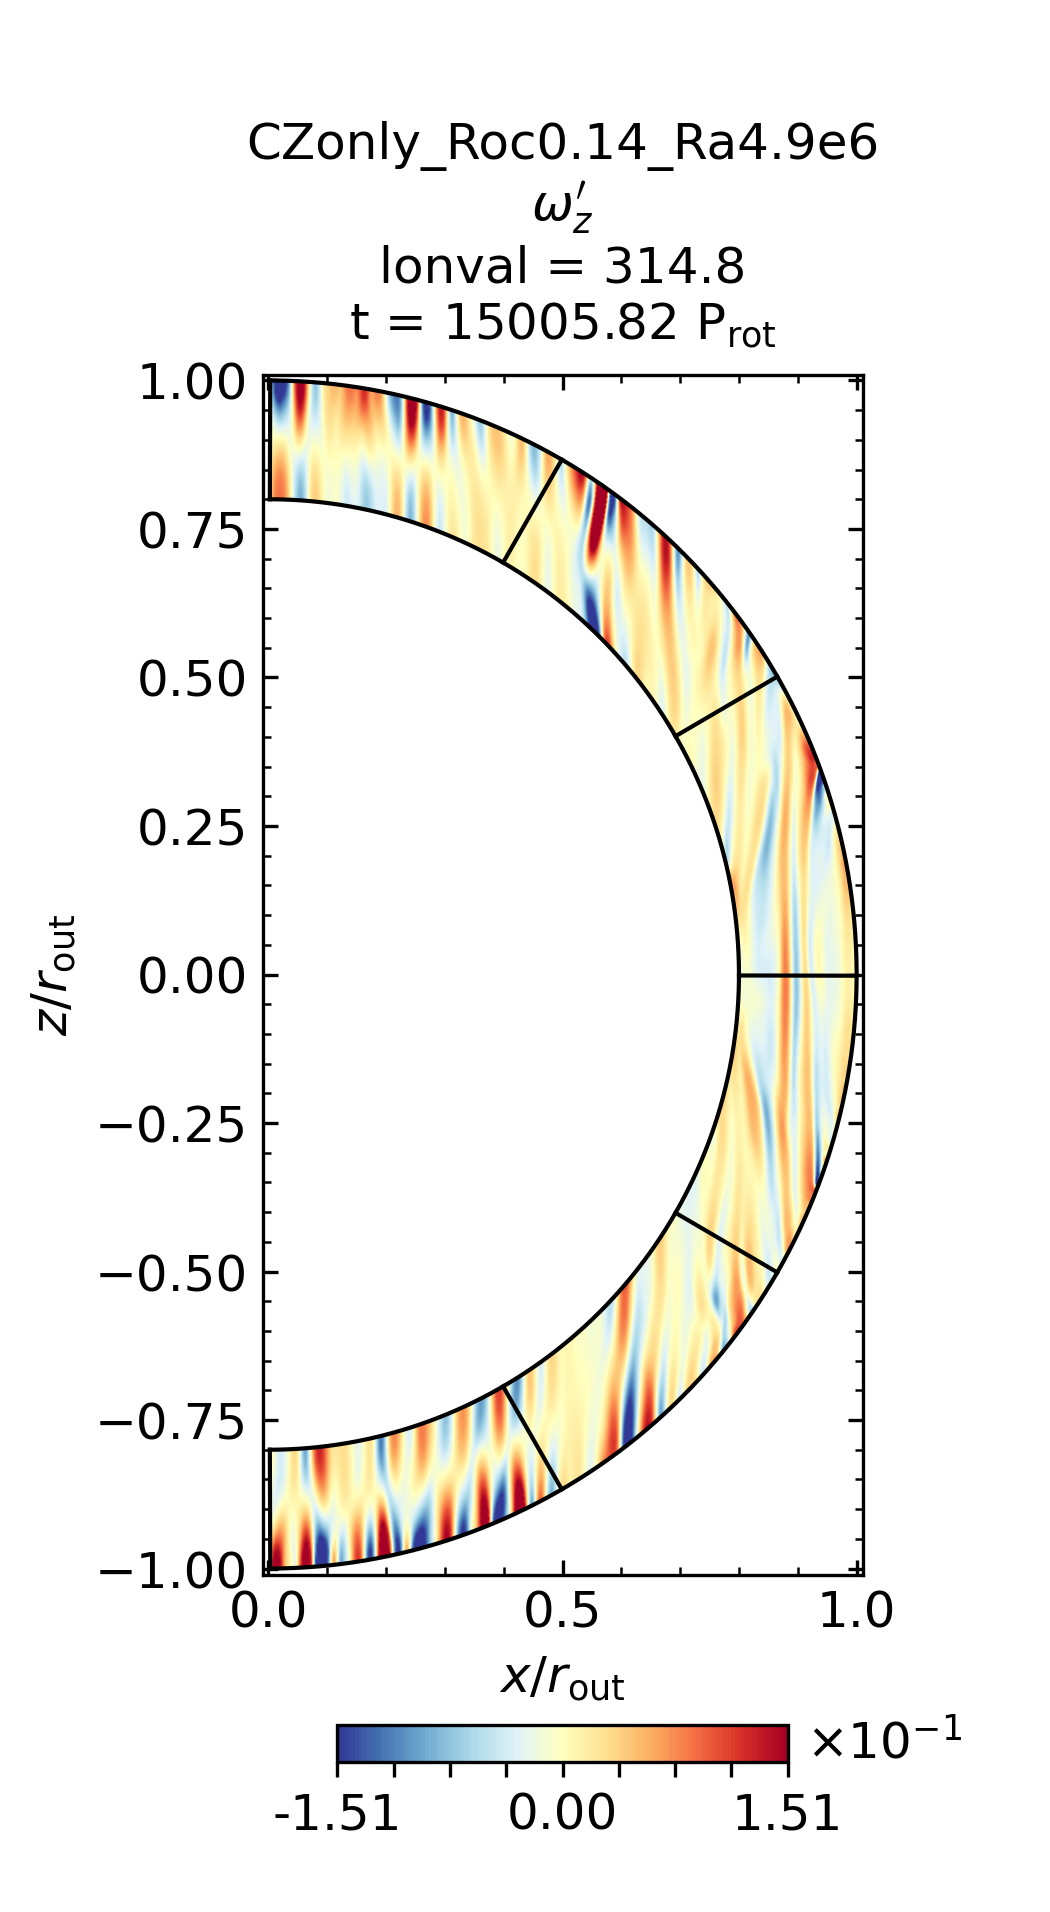 CZonly_Roc0.14_Ra4.9e6
ω′z
lonval = 314.8
t = 15005.82 Prot
1.00
0.75
0.50
0.25
0.00
−0.25
−0.50
−0.75
−1.00
z/rout
0.0 0.5 1.0
x/rout
×10−1
-1.51 0.00 1.51